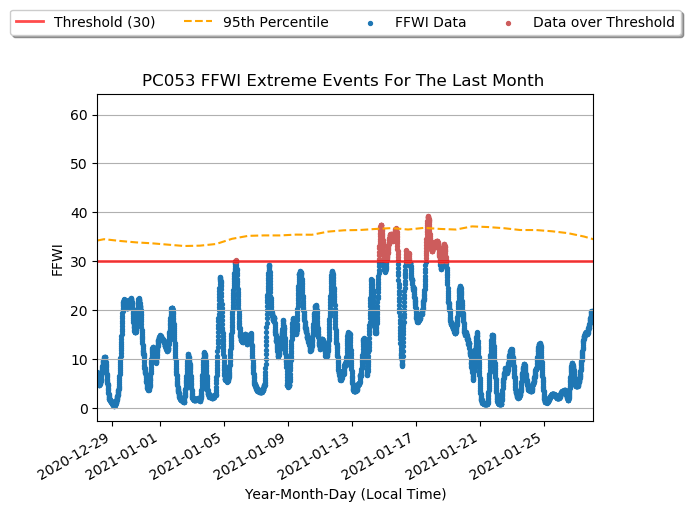 Threshold (30) 95th Percentile FFWI Data Data over Threshold
PC053 FFWI Extreme Events For The Last Month
60
50
40
30
20
10
0
FFWI
2020-12-29 2021-01-01 2021-01-05 2021-01-09 2021-01-13 2021-01-17 2021-01-21 2021-01-25
Year-Month-Day (Local Time)